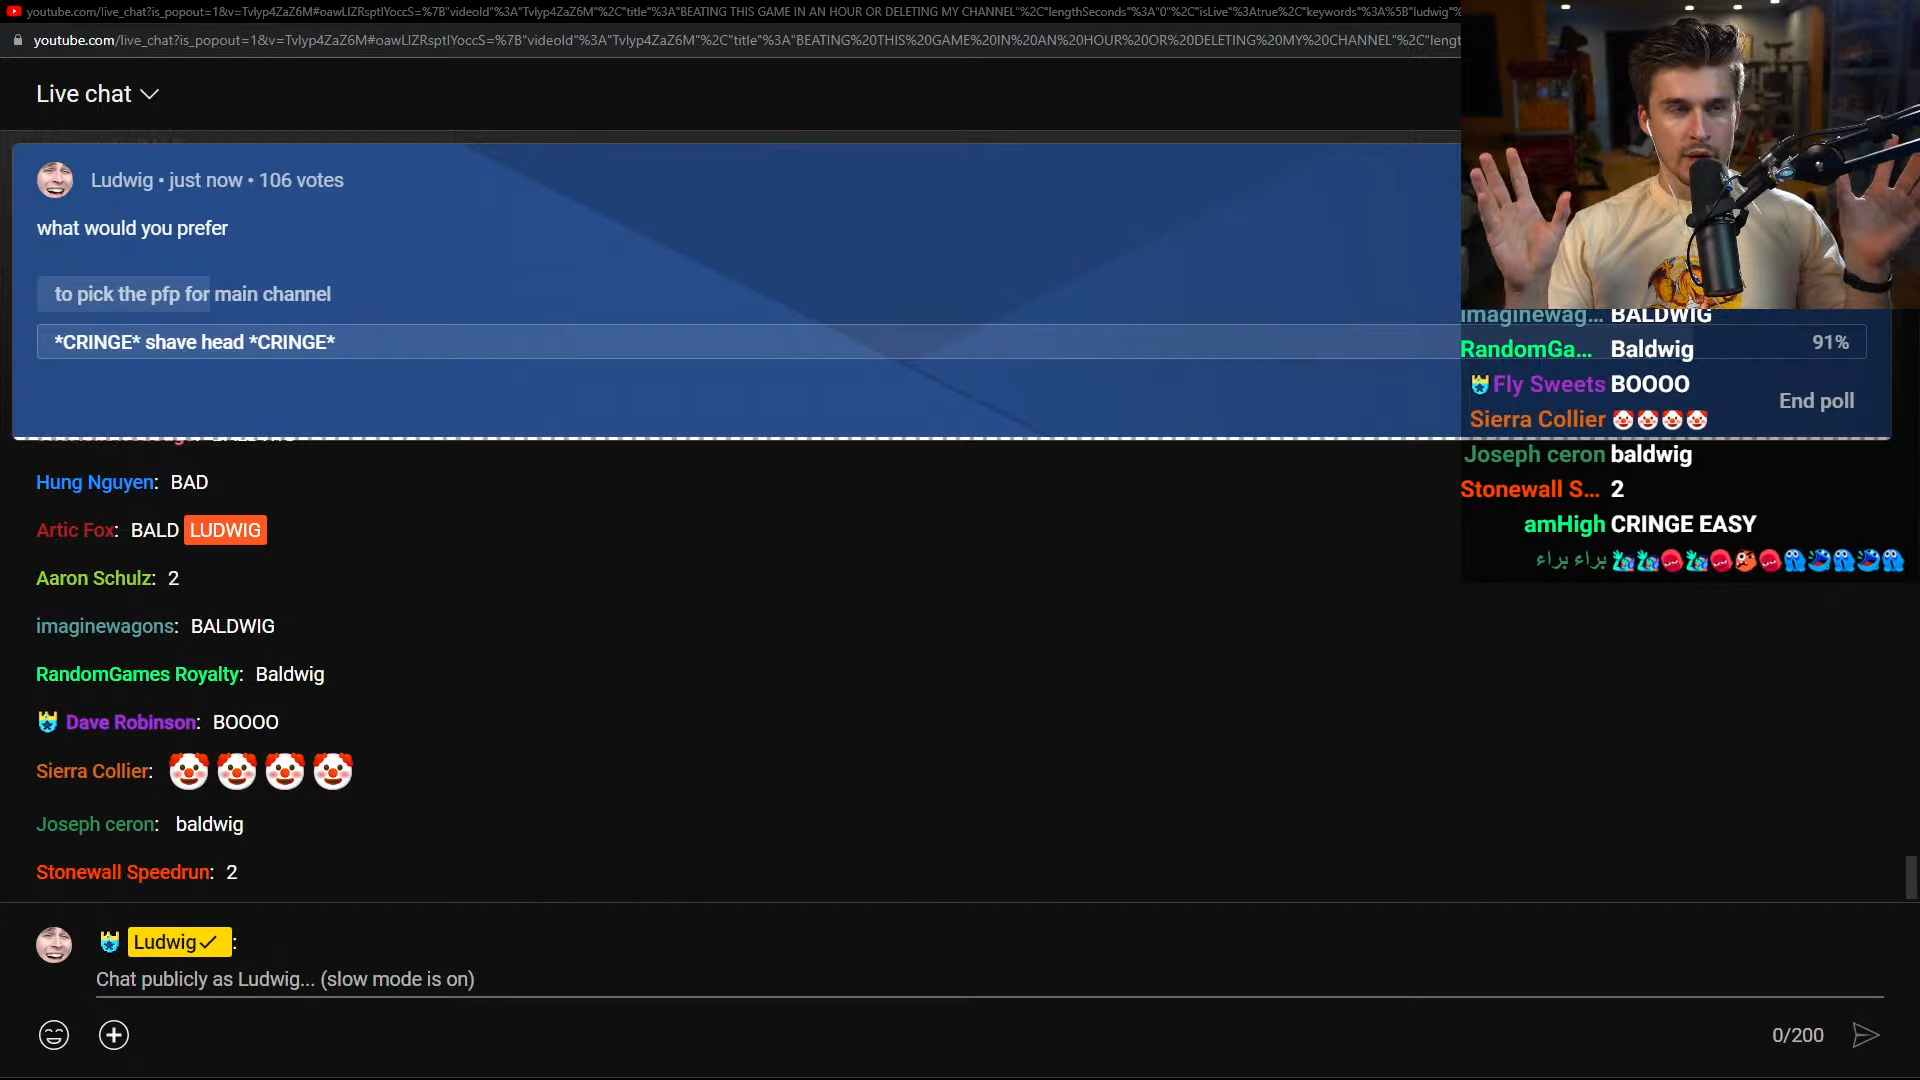 youtube.com/live_chat?is_popout=1&v=Tvlyp4ZaZ6M#oawLIZRsptIYoccS=%7B"videoId"%3A"Tvlyp4ZaZ6M"%2C"title"%3A"BEATING THIS GAME IN AN HOUR OR DELETING MY CHANNEL"%2C"lengthSeconds"%3A"0"%2C"isLive"%3Atrue%2C"keywords"%3A%5B"ludwig"%
youtube.com/live_chat?is_popout=1&v=Tvlyp4ZaZ6M#oawLIZRsptIYoccS=%7B"videoId"%3A"Tvlyp4ZaZ6M"%2C"title"%3A"BEATING%20THIS%20GAME%20IN%20AN%20HOUR%20OR%20DELETING%20MY%20CHANNEL"%2C"leng
Live chat
Ludwig • just now • 106 votes
what would you prefer
to pick the pfp for main channel
*CRINGE* shave head *CRINGE*
91%
End poll
imaginewag... BALDWIG
RandomGa... Baldwig
Fly Sweets BOOOO
Sierra Collier 🤡🤡🤡🤡
Joseph ceron baldwig
Stonewall S... 2
amHigh CRINGE EASY
براء براء
Hung Nguyen: BAD
Artic Fox: BALD LUDWIG
Aaron Schulz: 2
imaginewagons: BALDWIG
RandomGames Royalty: Baldwig
Dave Robinson: BOOOO
Sierra Collier: 🤡🤡🤡🤡
Joseph ceron: baldwig
Stonewall Speedrun: 2
Ludwig✓:
Chat publicly as Ludwig... (slow mode is on)
0/200